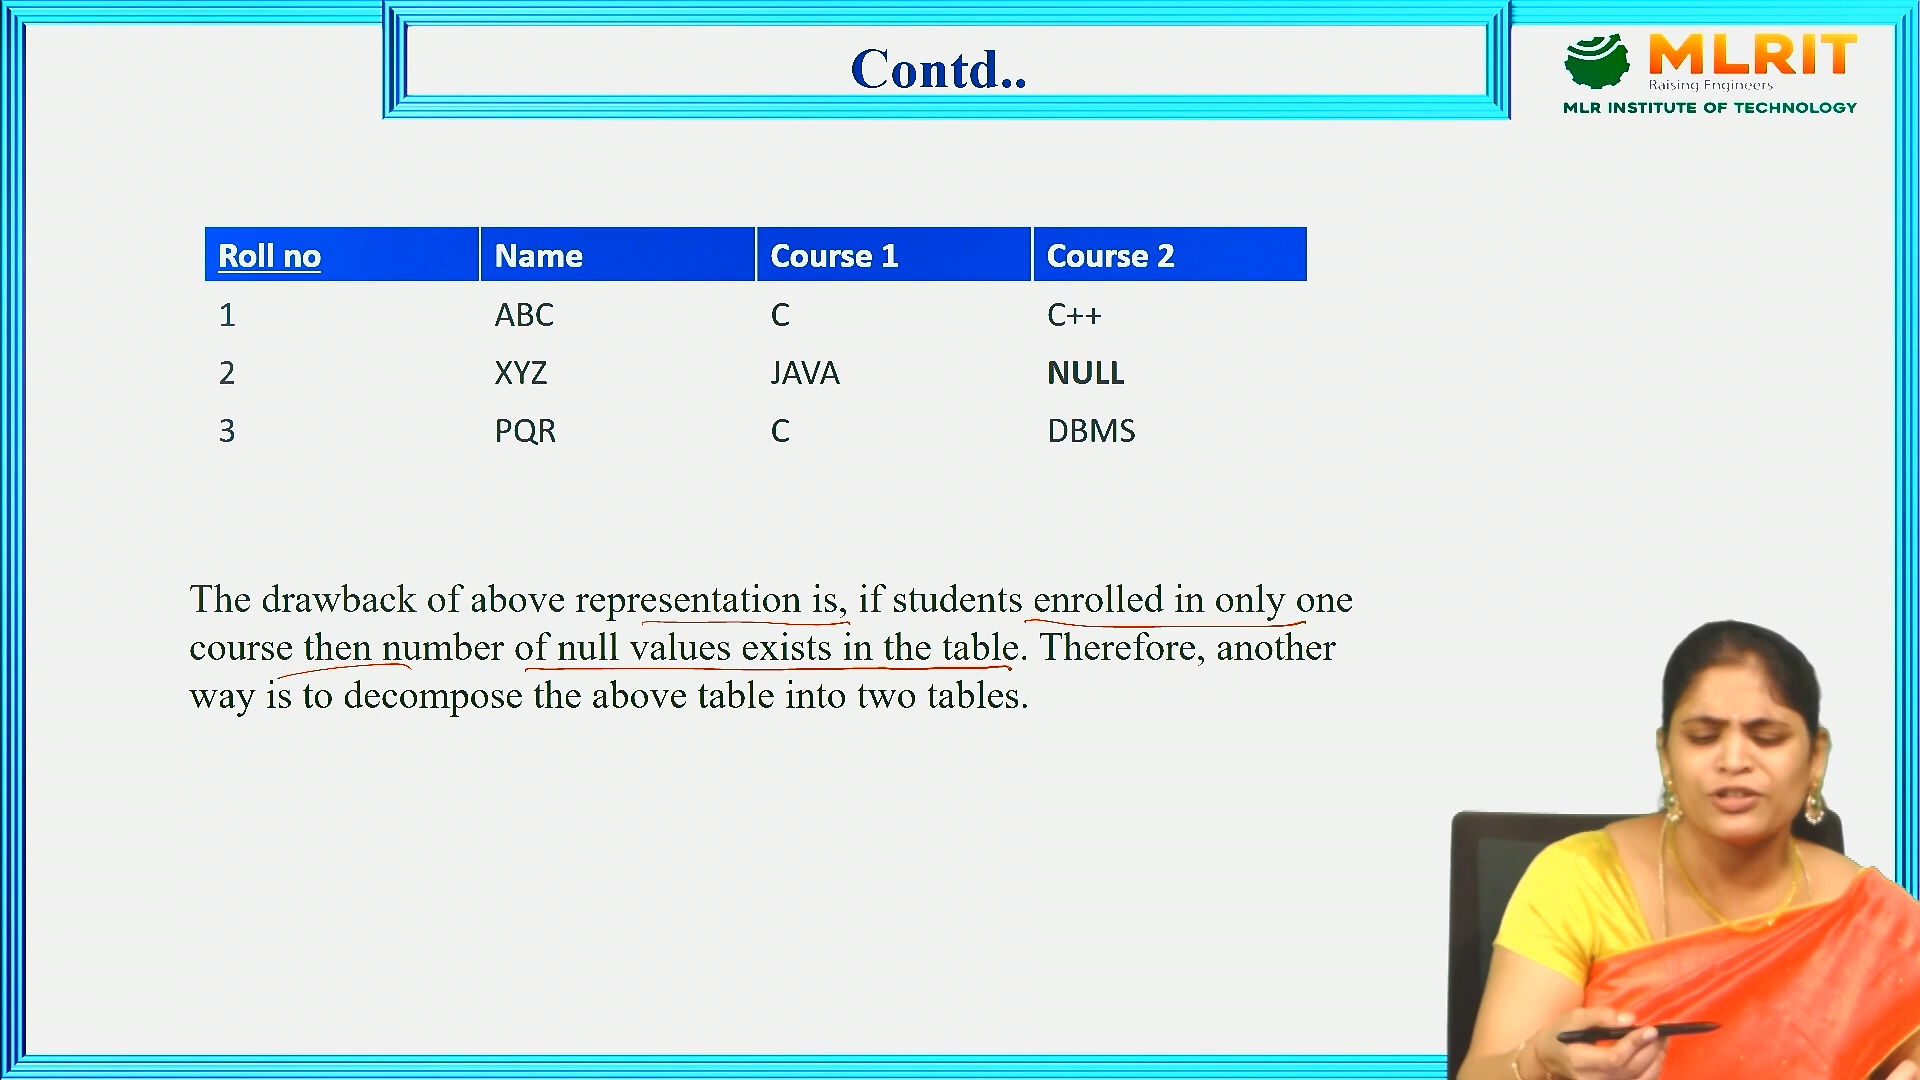 Contd..
MLRIT
Raising Engineers
MLR INSTITUTE OF TECHNOLOGY
Roll no Name Course 1 Course 2
1 ABC C C++
2 XYZ JAVA NULL
3 PQR C DBMS
The drawback of above representation is, if students enrolled in only one
course then number of null values exists in the table. Therefore, another
way is to decompose the above table into two tables.